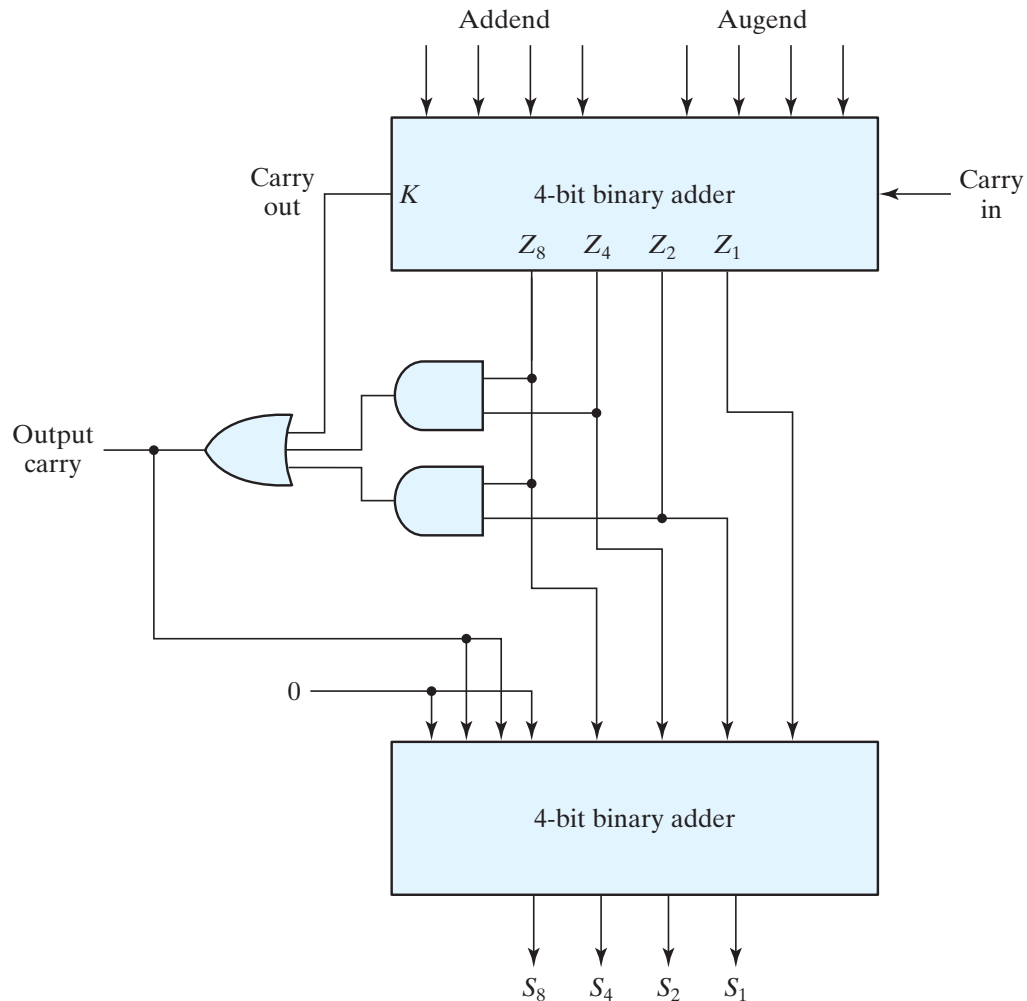 Addend
Augend
Carry
out
K
4-bit binary adder
Carry
in
Z8 Z4 Z2 Z1
Output
carry
0
4-bit binary adder
S8 S4 S2 S1